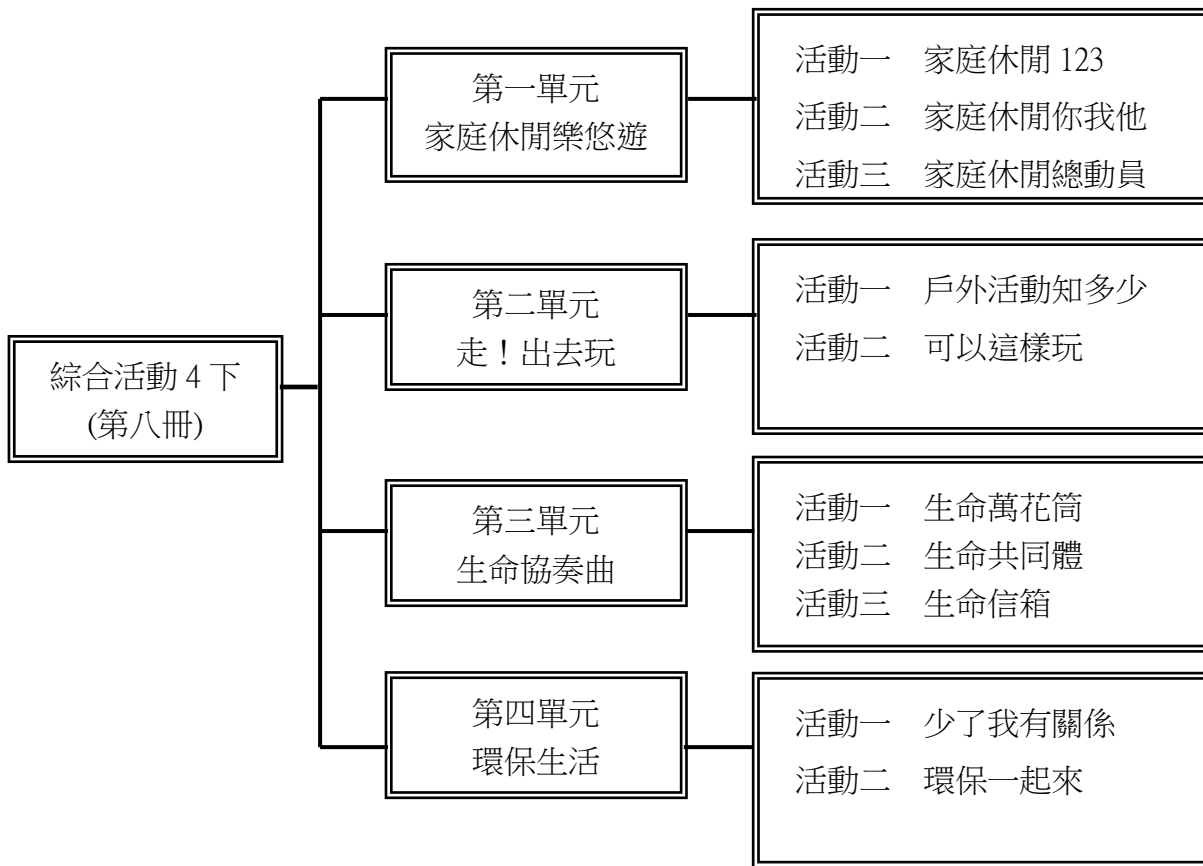 綜合活動 4 下
(第八冊)
第一單元
家庭休閒樂悠遊
活動一 家庭休閒 123
活動二 家庭休閒你我他
活動三 家庭休閒總動員
第二單元
走！出去玩
活動一 戶外活動知多少
活動二 可以這樣玩
第三單元
生命協奏曲
活動一 生命萬花筒
活動二 生命共同體
活動三 生命信箱
第四單元
環保生活
活動一 少了我有關係
活動二 環保一起來